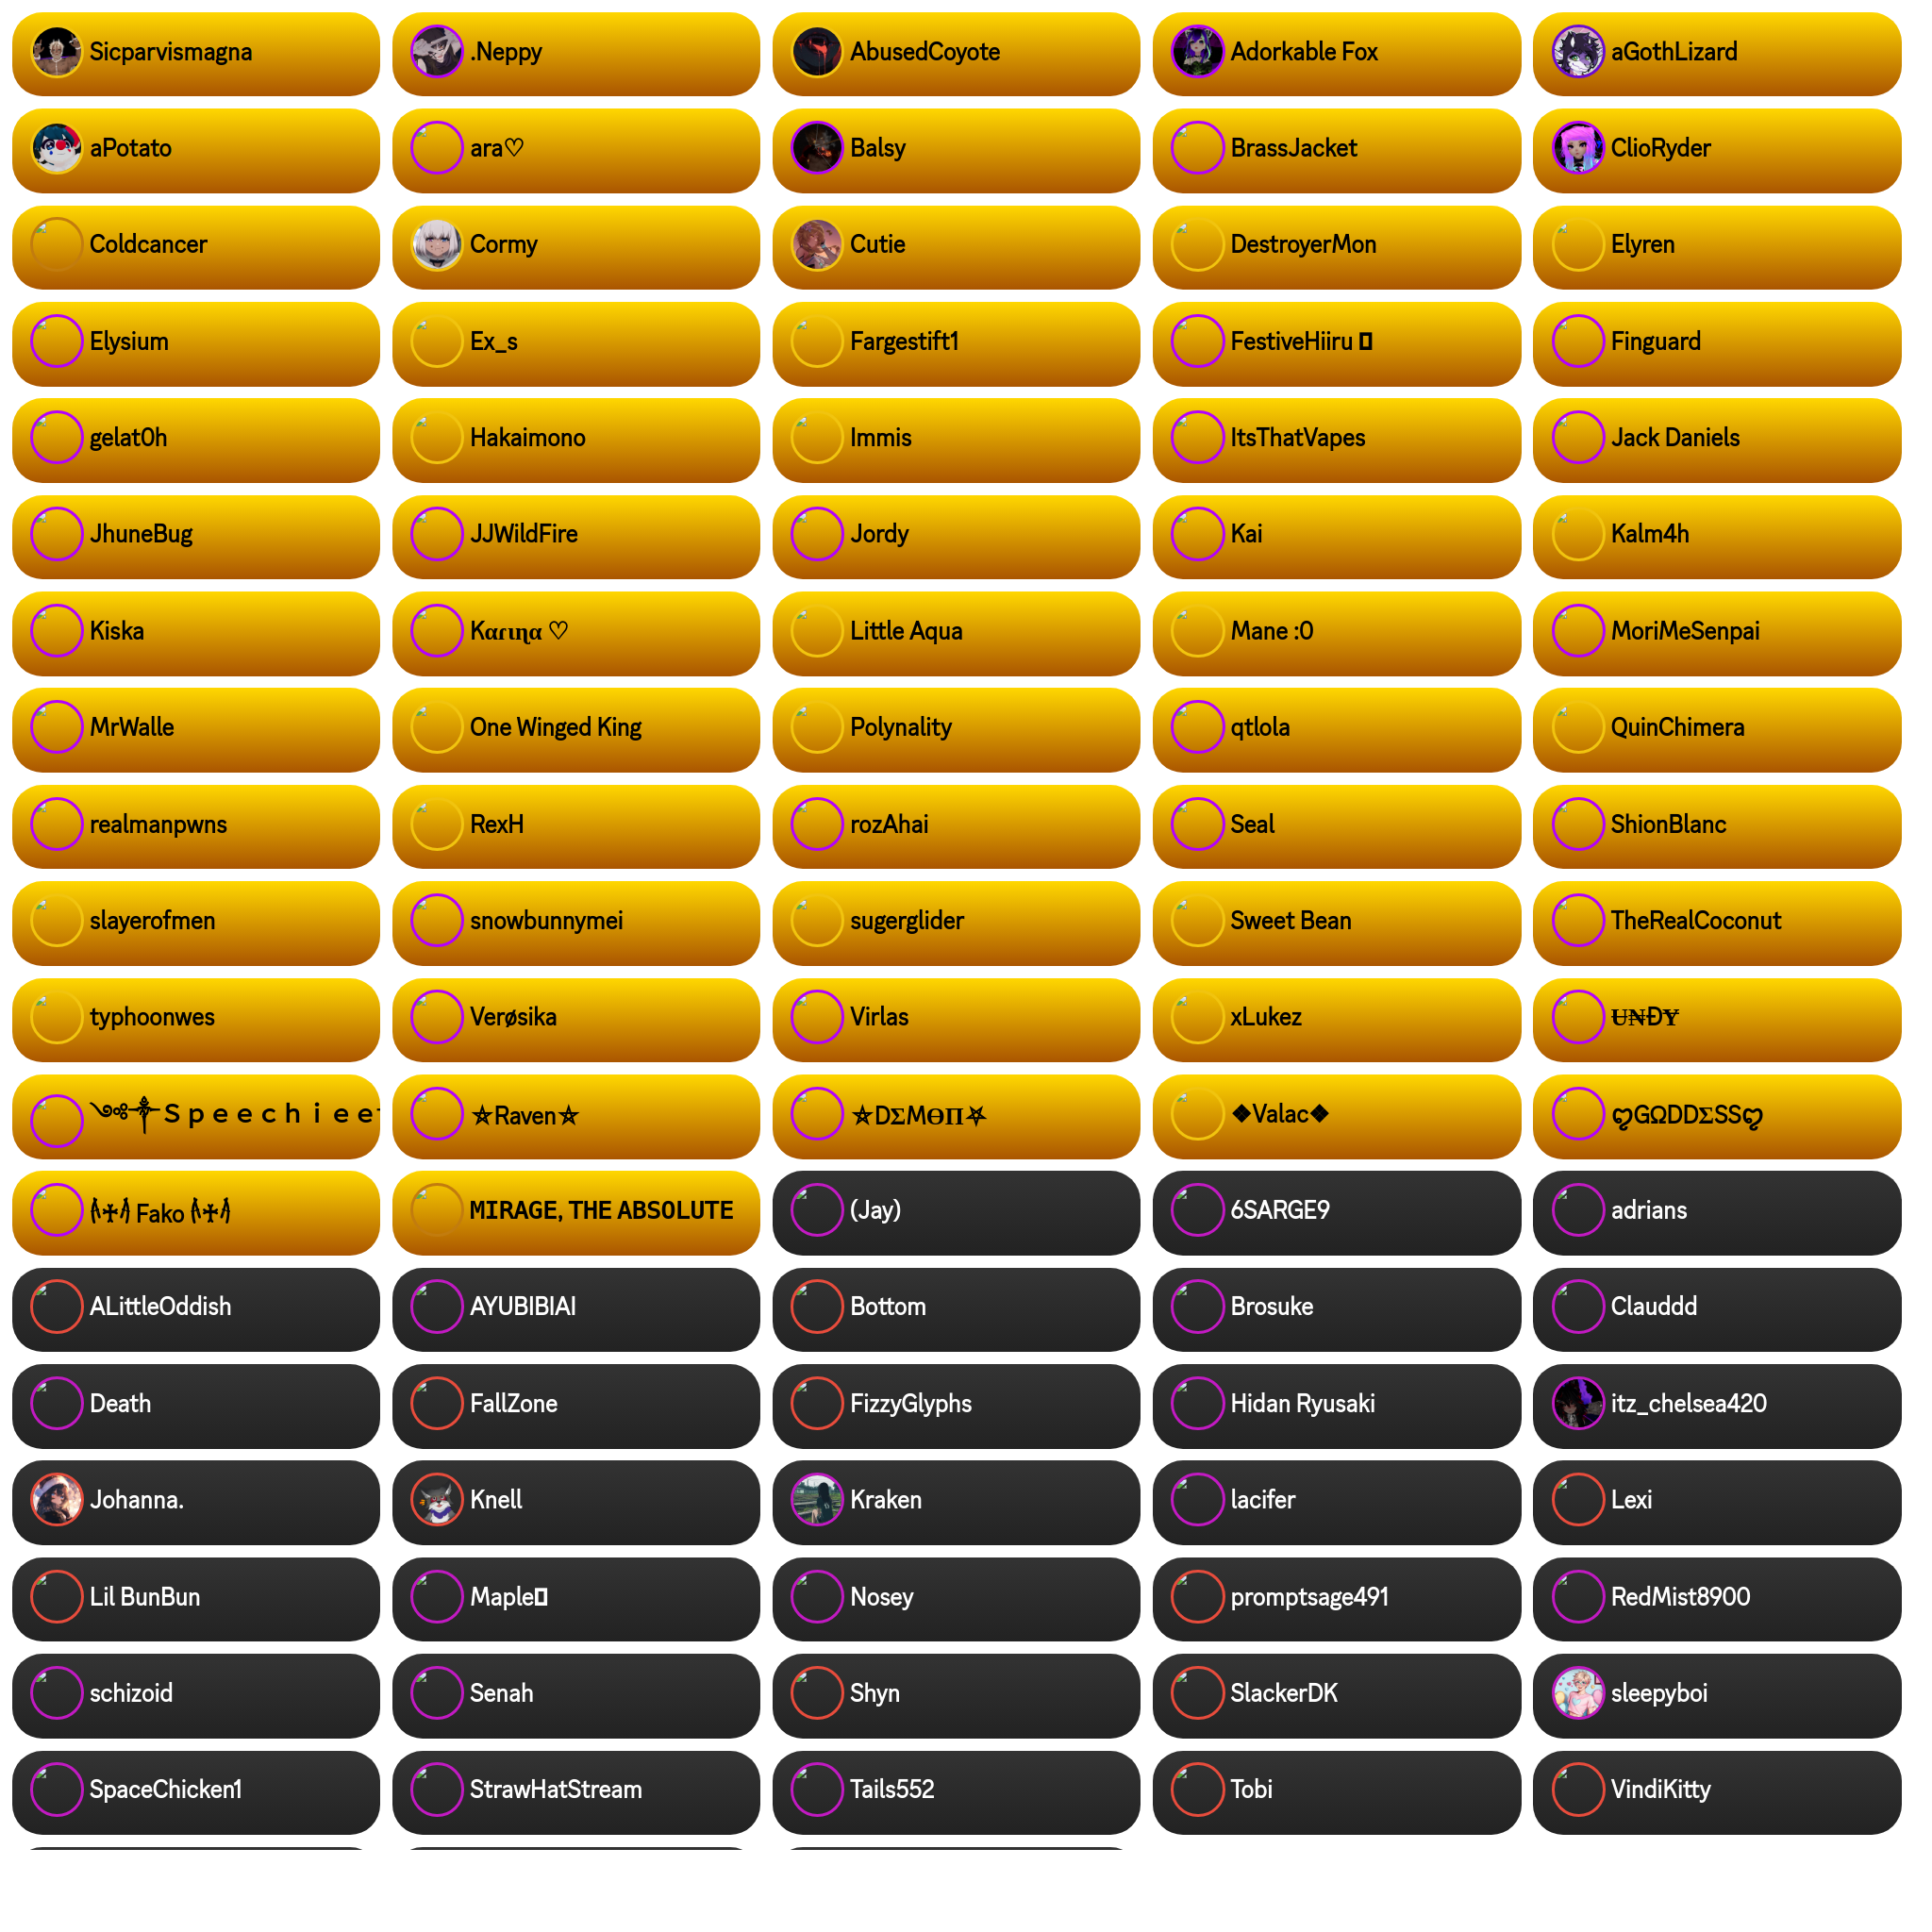 Sicparvismagna
.Neppy
AbusedCoyote
Adorkable Fox
aGothLizard
aPotato
ara♡
Balsy
BrassJacket
ClioRyder
Coldcancer
Cormy
Cutie
DestroyerMon
Elyren
Elysium
Ex_s
Fargestift1
FestiveHiiru
Finguard
gelat0h
Hakaimono
Immis
ItsThatVapes
Jack Daniels
JhuneBug
JJWildFire
Jordy
Kai
Kalm4h
Kiska
Kαɾιηα ♡
Little Aqua
Mane :0
MoriMeSenpai
MrWalle
One Winged King
Polynality
qtlola
QuinChimera
realmanpwns
RexH
rozAhai
Seal
ShionBlanc
slayerofmen
snowbunnymei
sugerglider
Sweet Bean
TheRealCoconut
typhoonwes
Verøsika
Virlas
xLukez
U̶N̶ĐY̶
༺༒Ｓｐｅｅｃｈｉｅｅ
⛥Raven⛥
⛥DΣMӨΠ⛧
❖Valac❖
ღGΩDDΣSSღ
Fako
MIRAGE, THE ABSOLUTE
(Jay)
6SARGE9
adrians
ALittleOddish
AYUBIBIAI
Bottom
Brosuke
Clauddd
Death
FallZone
FizzyGlyphs
Hidan Ryusaki
itz_chelsea420
Johanna.
Knell
Kraken
lacifer
Lexi
Lil BunBun
Maple
Nosey
promptsage491
RedMist8900
schizoid
Senah
Shyn
SlackerDK
sleepyboi
SpaceChicken1
StrawHatStream
Tails552
Tobi
VindiKitty